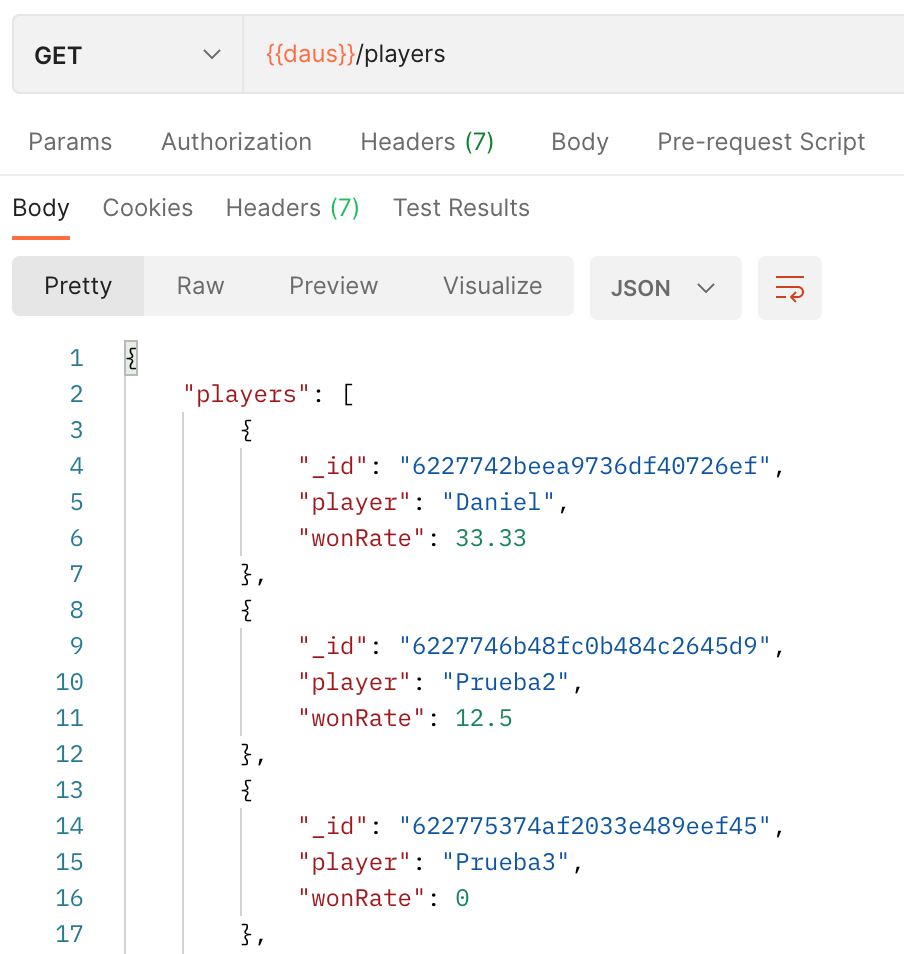 GET {{daus}}/players
Params Authorization Headers (7) Body Pre-request Script
Body Cookies Headers (7) Test Results
Pretty Raw Preview Visualize JSON
1 {
2 "players": [
3 {
4 "_id": "6227742beea9736df40726ef",
5 "player": "Daniel",
6 "wonRate": 33.33
7 },
8 {
9 "_id": "6227746b48fc0b484c2645d9",
10 "player": "Prueba2",
11 "wonRate": 12.5
12 },
13 {
14 "_id": "622775374af2033e489eef45",
15 "player": "Prueba3",
16 "wonRate": 0
17 },